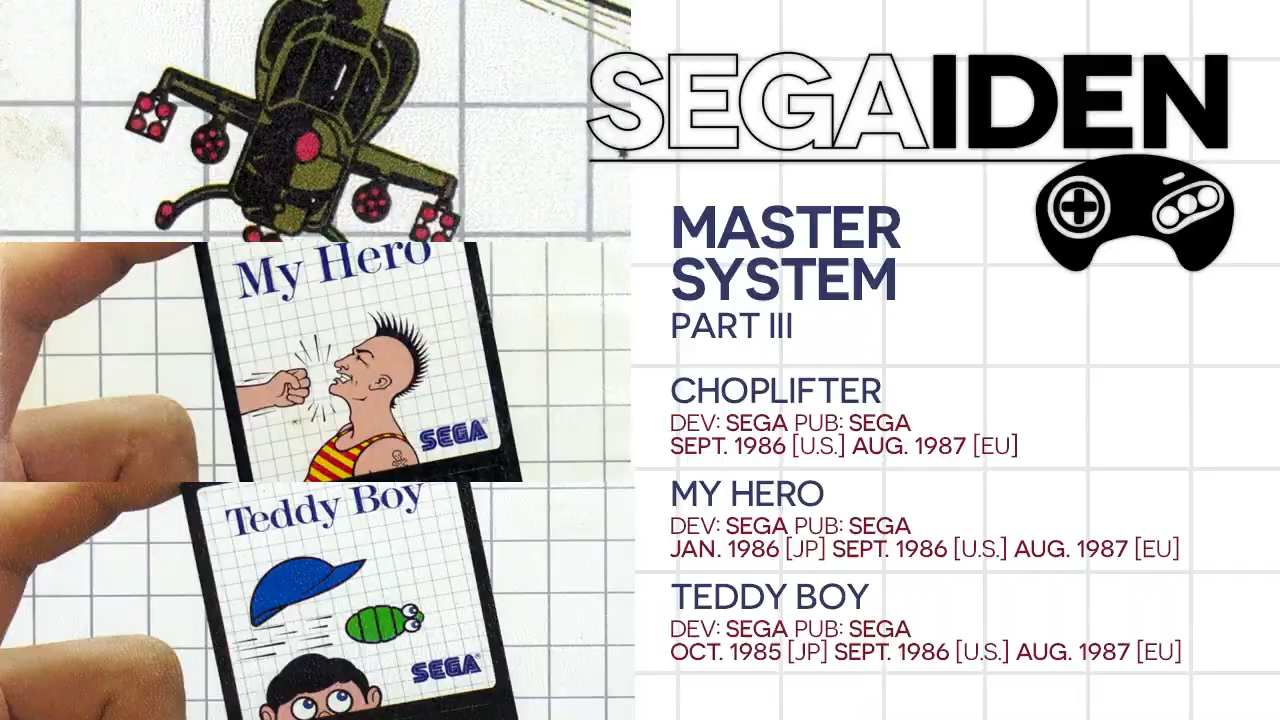 SEGAIDEN
MASTER
SYSTEM
PART III
CHOPLIFTER
DEV: SEGA PUB: SEGA
SEPT. 1986 [U.S.] AUG. 1987 [EU]
MY HERO
DEV: SEGA PUB: SEGA
JAN. 1986 [JP] SEPT. 1986 [U.S.] AUG. 1987 [EU]
TEDDY BOY
DEV: SEGA PUB: SEGA
OCT. 1985 [JP] SEPT. 1986 [U.S.] AUG. 1987 [EU]
My Hero
SEGA
Teddy Boy
SEGA